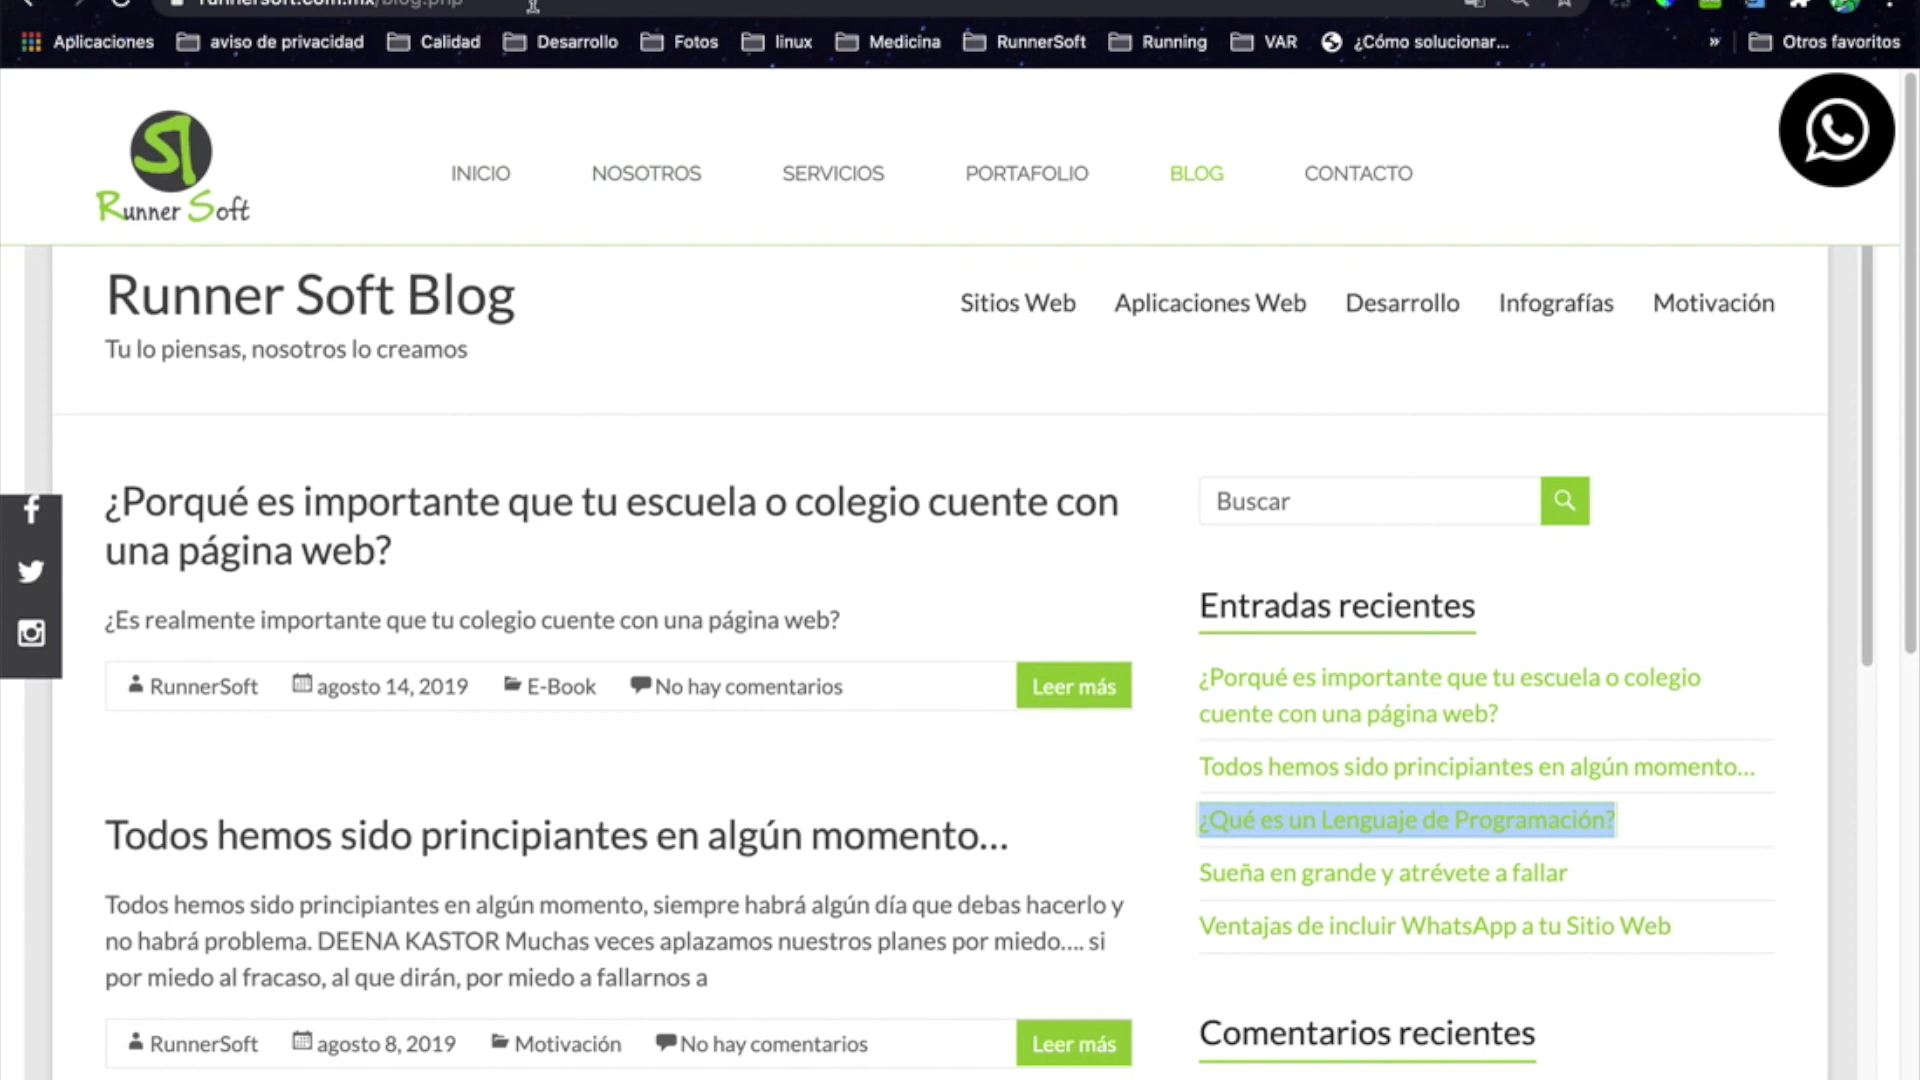 runnersoft.com.mx/blog.php
Aplicaciones aviso de privacidad Calidad Desarrollo Fotos linux Medicina RunnerSoft Running VAR ¿Cómo solucionar... » Otros favoritos
Runner Soft
INICIO NOSOTROS SERVICIOS PORTAFOLIO BLOG CONTACTO
Runner Soft Blog
Tu lo piensas, nosotros lo creamos
Sitios Web Aplicaciones Web Desarrollo Infografías Motivación
¿Porqué es importante que tu escuela o colegio cuente con
una página web?
¿Es realmente importante que tu colegio cuente con una página web?
RunnerSoft agosto 14, 2019 E-Book No hay comentarios Leer más
Todos hemos sido principiantes en algún momento...
Todos hemos sido principiantes en algún momento, siempre habrá algún día que debas hacerlo y
no habrá problema. DEENA KASTOR Muchas veces aplazamos nuestros planes por miedo.... si
por miedo al fracaso, al que dirán, por miedo a fallarnos a
RunnerSoft agosto 8, 2019 Motivación No hay comentarios Leer más
Buscar
Entradas recientes
¿Porqué es importante que tu escuela o colegio
cuente con una página web?
Todos hemos sido principiantes en algún momento...
¿Qué es un Lenguaje de Programación?
Sueña en grande y atrévete a fallar
Ventajas de incluir WhatsApp a tu Sitio Web
Comentarios recientes